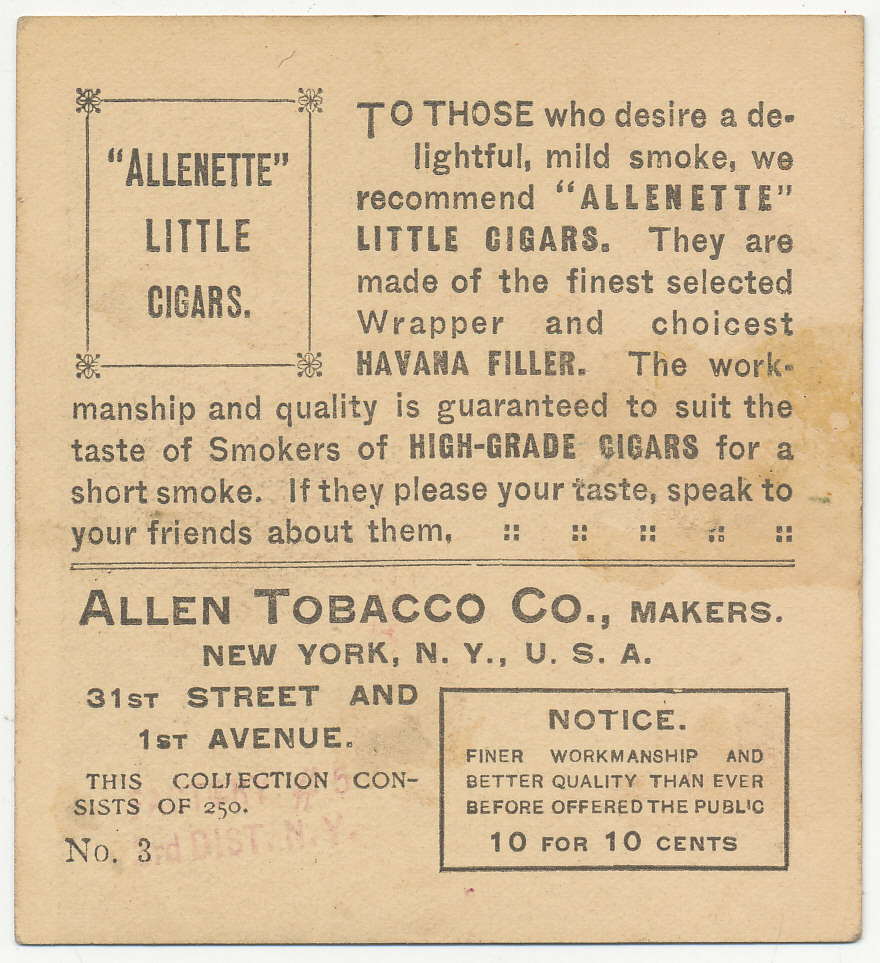 "ALLENETTE"
LITTLE
CIGARS.
TO THOSE who desire a de-
lightful, mild smoke, we
recommend "ALLENETTE"
LITTLE CIGARS. They are
made of the finest selected
Wrapper and choicest
HAVANA FILLER. The work-
manship and quality is guaranteed to suit the
taste of Smokers of HIGH-GRADE CIGARS for a
short smoke. If they please your taste, speak to
your friends about them. :: :: :: :: ::
ALLEN TOBACCO CO., MAKERS.
NEW YORK, N. Y., U. S. A.
31ST STREET AND
1ST AVENUE.
THIS COLLECTION CON-
SISTS OF 250.
No. 3
3rd DIST. N.Y.
NOTICE.
FINER WORKMANSHIP AND
BETTER QUALITY THAN EVER
BEFORE OFFERED THE PUBLIC
10 FOR 10 CENTS